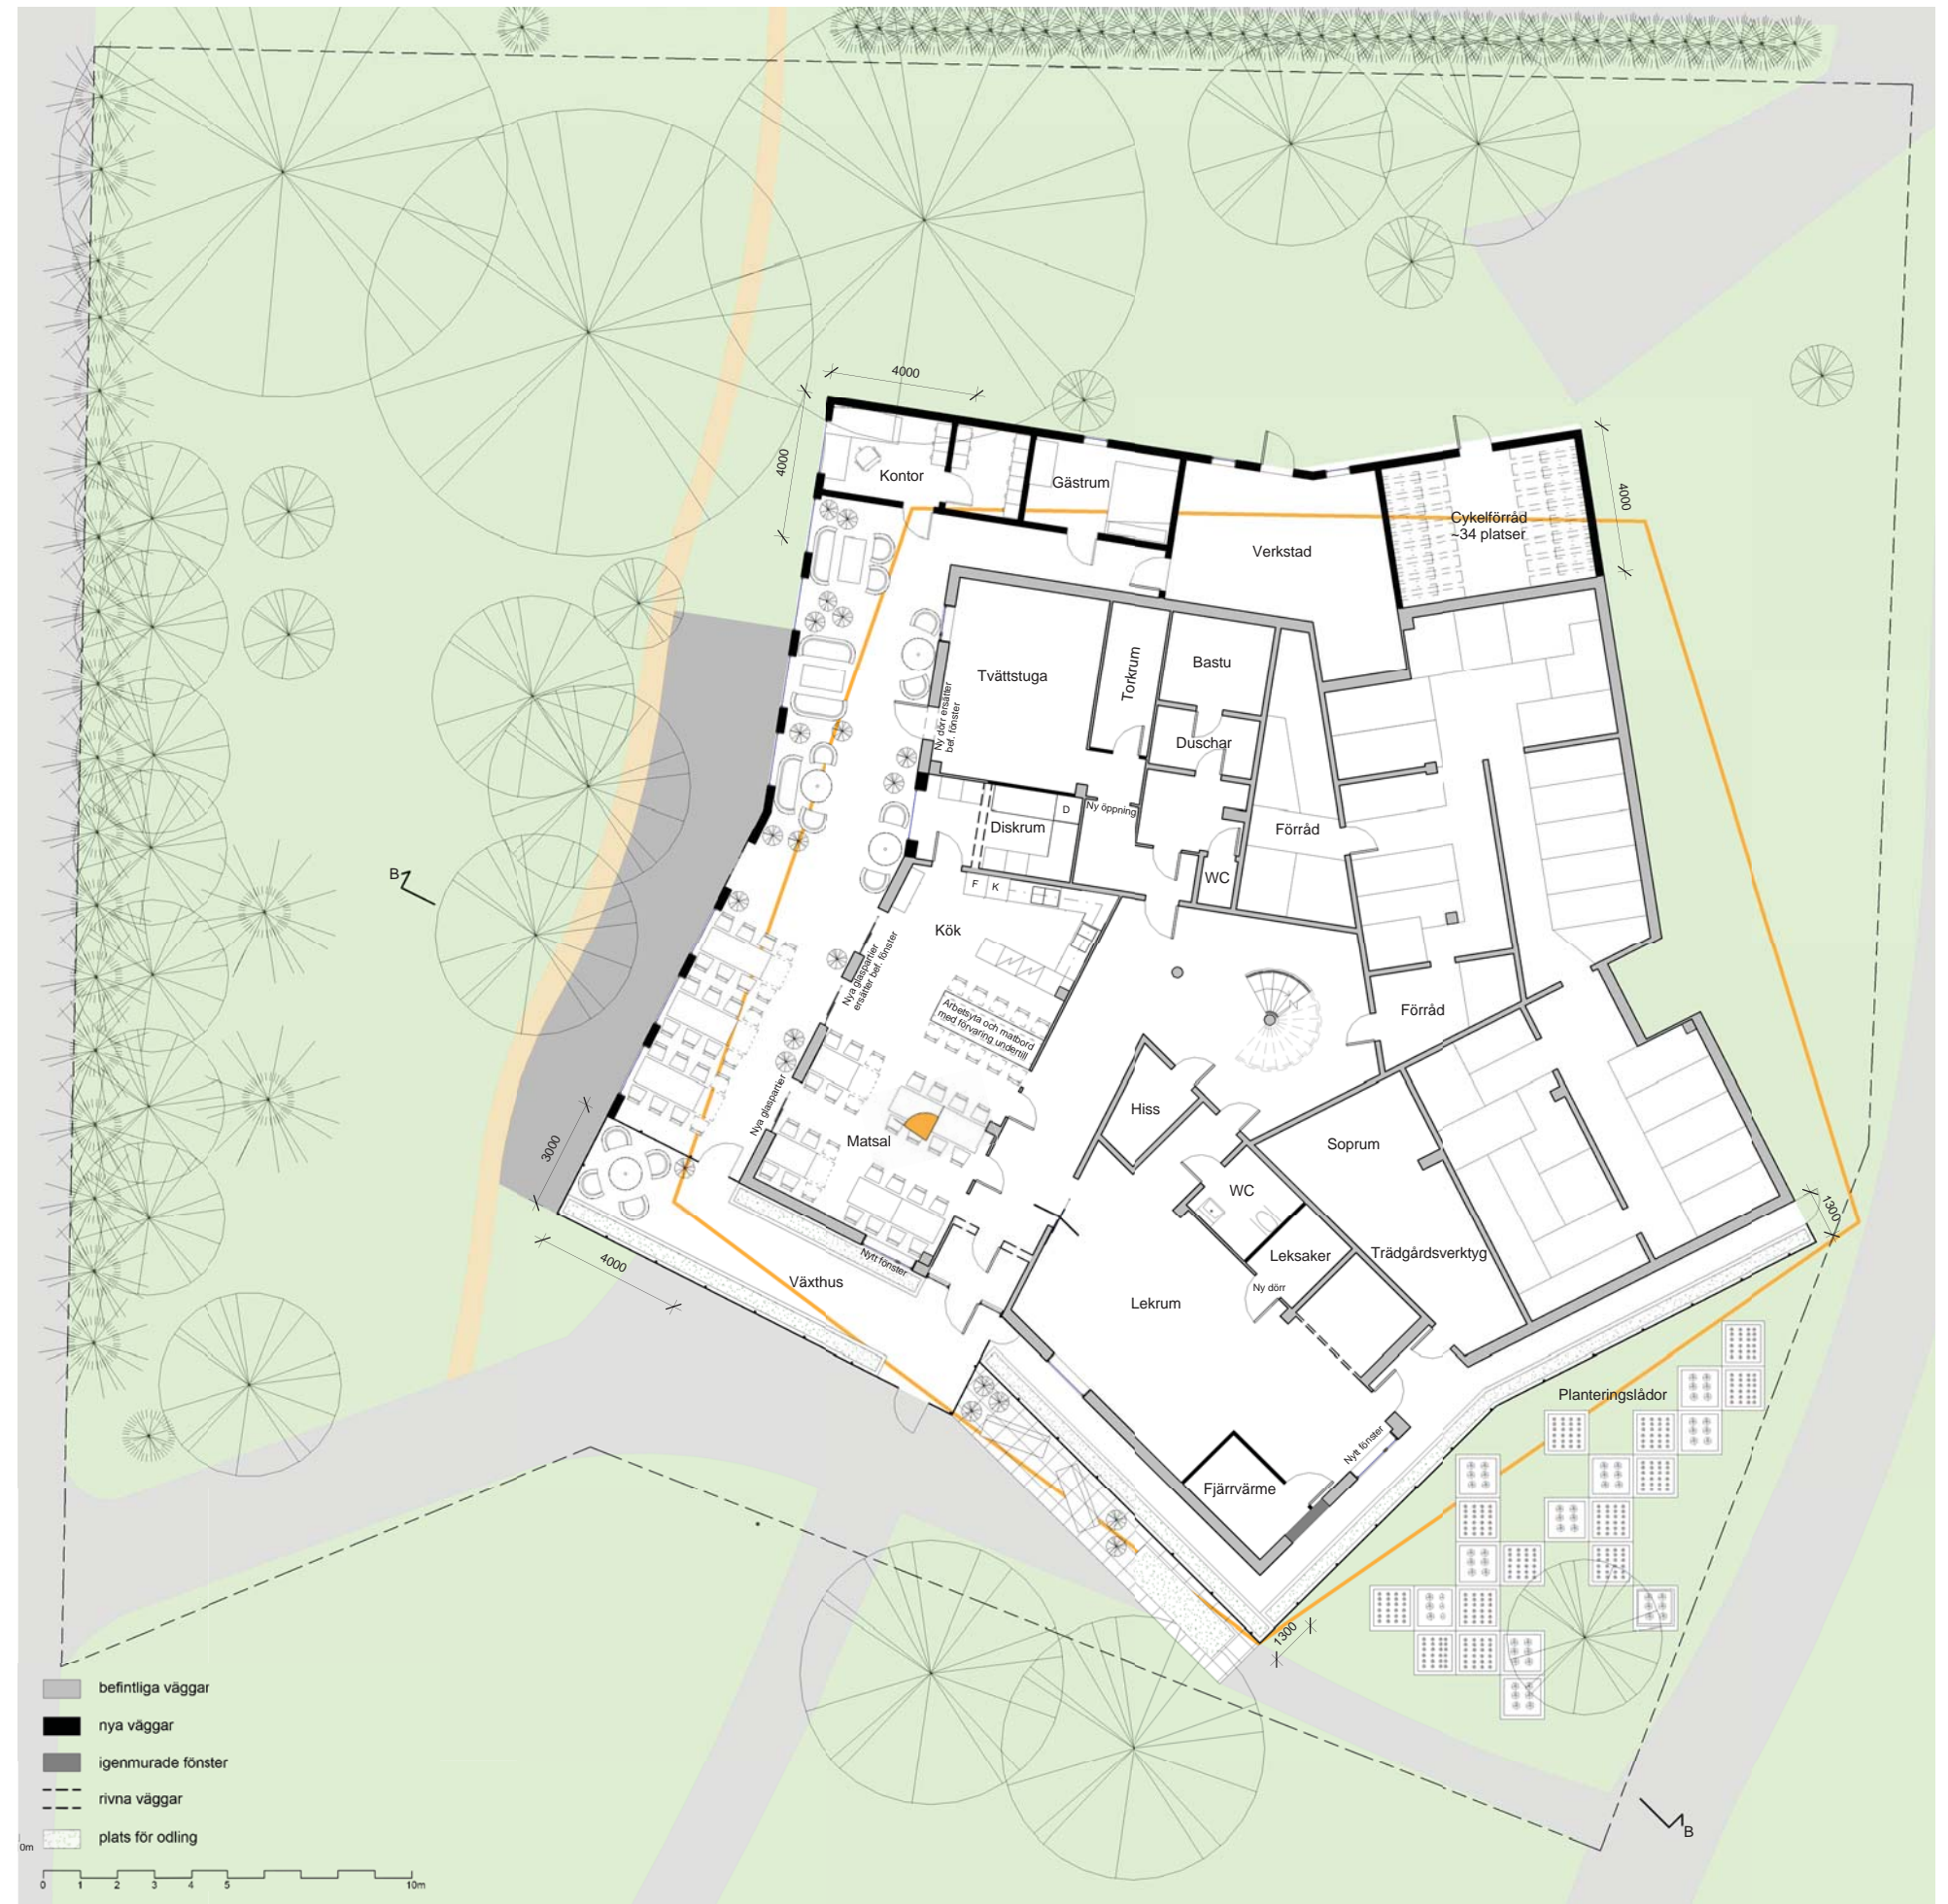 4000
4000
Kontor
Gästrum
4000
Cykelförråd
~34 platser
Verkstad
Tvättstuga
Torkrum
Bastu
Ny dörr ersätter
bef. fönster
Duschar
D
Ny öppning
Diskrum
Förråd
B
F
K
WC
Kök
Nya glaspartier
ersätter bef. fönster
Arbetsyta och matbord
med förvaring undertill
Förråd
Nya glaspartier
Hiss
Matsal
Soprum
3000
WC
1300
Leksaker
Trädgårdsverktyg
4000
Nytt fönster
Växthus
Ny dörr
Lekrum
Planteringslådor
Nytt fönster
Fjärrvärme
1300
befintliga väggar
nya väggar
igenmurade fönster
rivna väggar
plats för odling
B
0m
0 1 2 3 4 5 10m